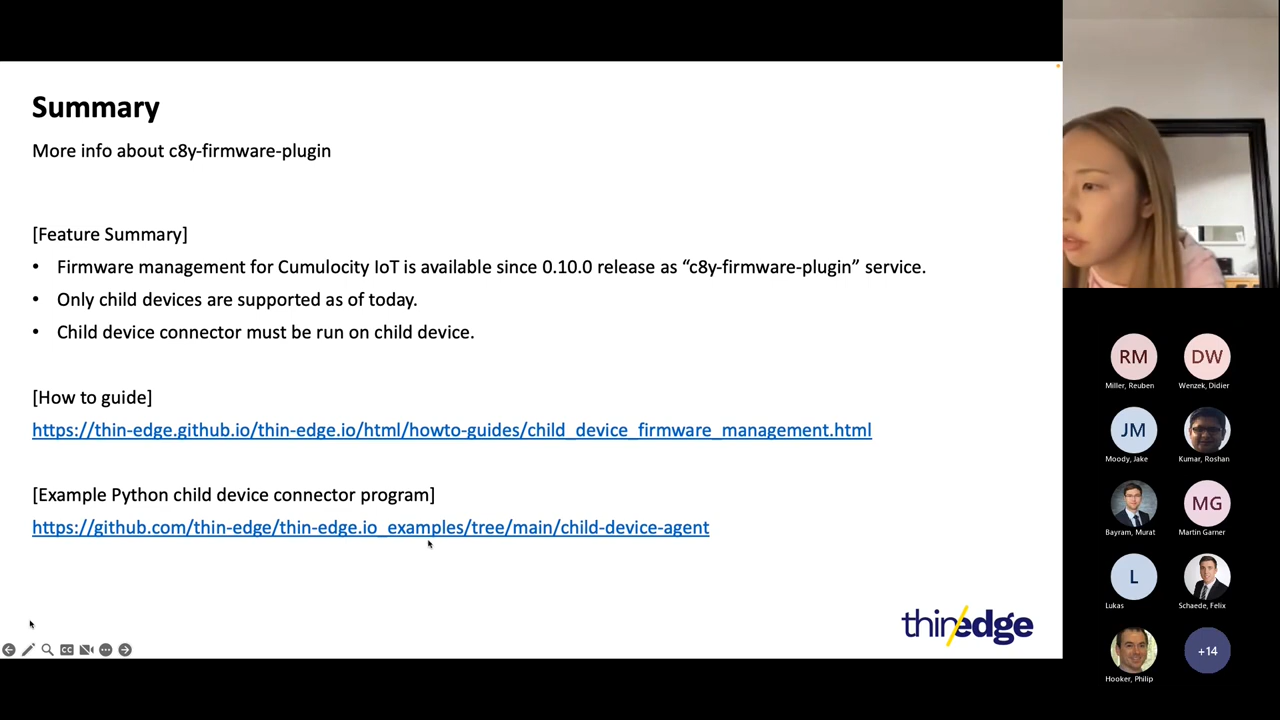 Summary
More info about c8y-firmware-plugin
[Feature Summary]
• Firmware management for Cumulocity IoT is available since 0.10.0 release as “c8y-firmware-plugin” service.
• Only child devices are supported as of today.
• Child device connector must be run on child device.
[How to guide]
https://thin-edge.github.io/thin-edge.io/html/howto-guides/child_device_firmware_management.html
[Example Python child device connector program]
https://github.com/thin-edge/thin-edge.io_examples/tree/main/child-device-agent
thin/edge
RM
DW
Miller, Reuben
Wenzek, Didier
JM
Moody, Jake
Kumar, Roshan
MG
Bayram, Murat
Martin Garner
L
Lukas
Schaede, Felix
+14
Hooker, Philip